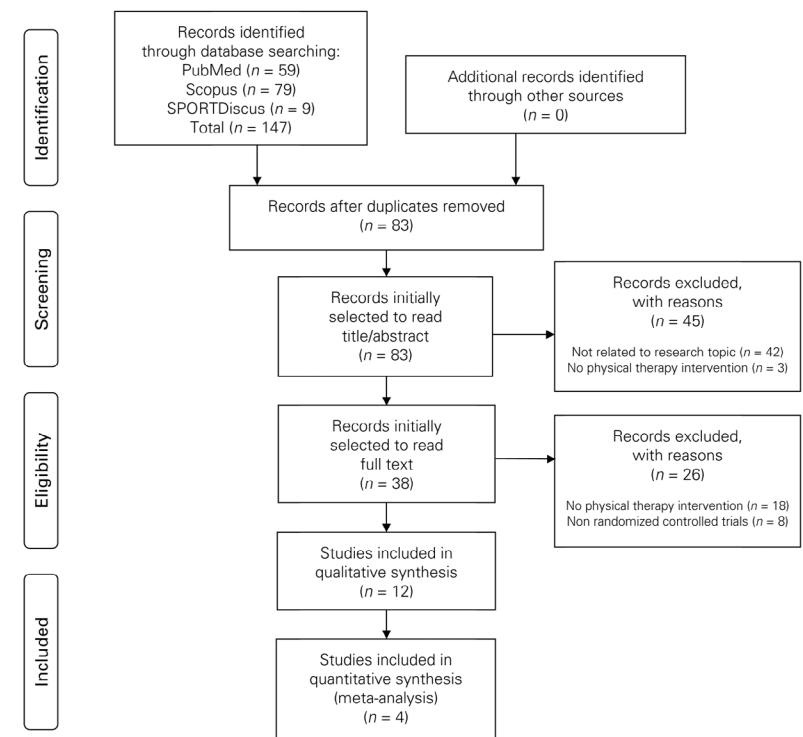 Identification
Records identified
through database searching:
PubMed (n = 59)
Scopus (n = 79)
SPORTDiscus (n = 9)
Total (n = 147)
Additional records identified
through other sources
(n = 0)
Records after duplicates removed
(n = 83)
Screening
Records initially
selected to read
title/abstract
(n = 83)
Records excluded,
with reasons
(n = 45)
Not related to research topic (n = 42)
No physical therapy intervention (n = 3)
Eligibility
Records initially
selected to read
full text
(n = 38)
Records excluded,
with reasons
(n = 26)
No physical therapy intervention (n = 18)
Non randomized controlled trials (n = 8)
Studies included in
qualitative synthesis
(n = 12)
Included
Studies included in
quantitative synthesis
(meta-analysis)
(n = 4)